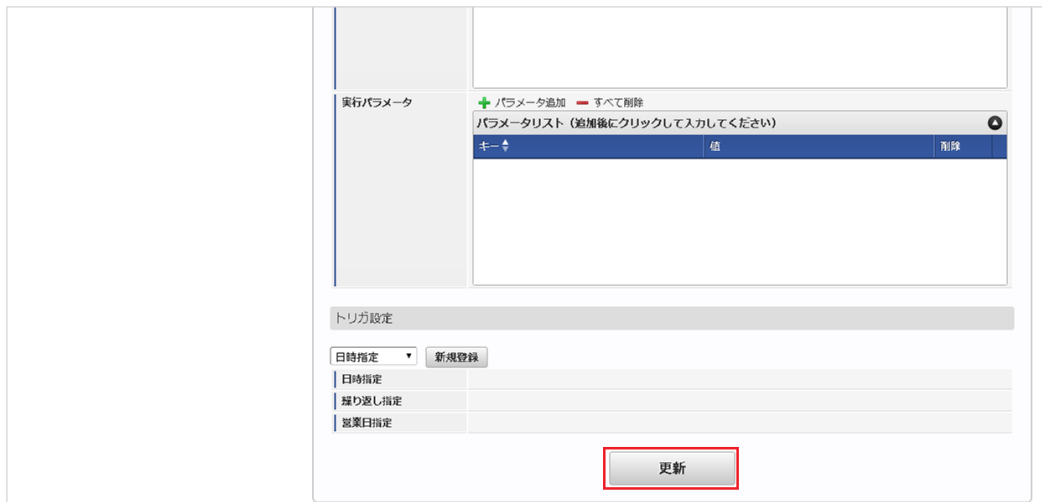 実行パラメータ
パラメータ追加 すべて削除
パラメータリスト（追加後にクリックして入力してください）
キー 値 削除
トリガ設定
日時指定 新規登録
日時指定
繰り返し指定
営業日指定
更新